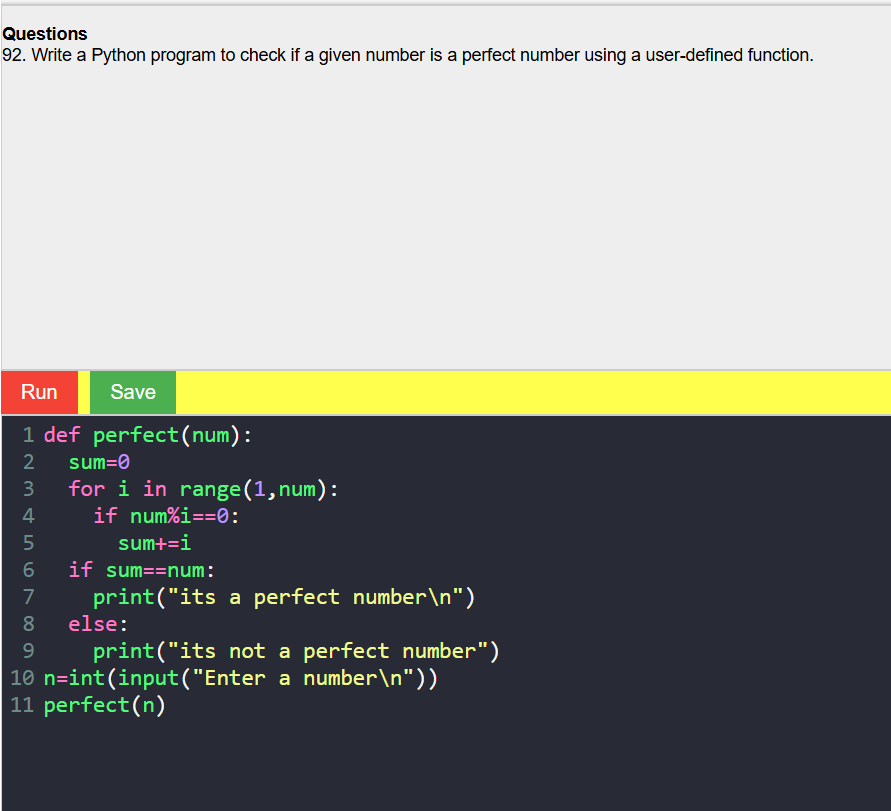 Questions
92. Write a Python program to check if a given number is a perfect number using a user-defined function.
Run Save
1 def perfect(num):
2   sum=0
3   for i in range(1,num):
4     if num%i==0:
5       sum+=i
6   if sum==num:
7     print("its a perfect number\n")
8   else:
9     print("its not a perfect number")
10 n=int(input("Enter a number\n"))
11 perfect(n)